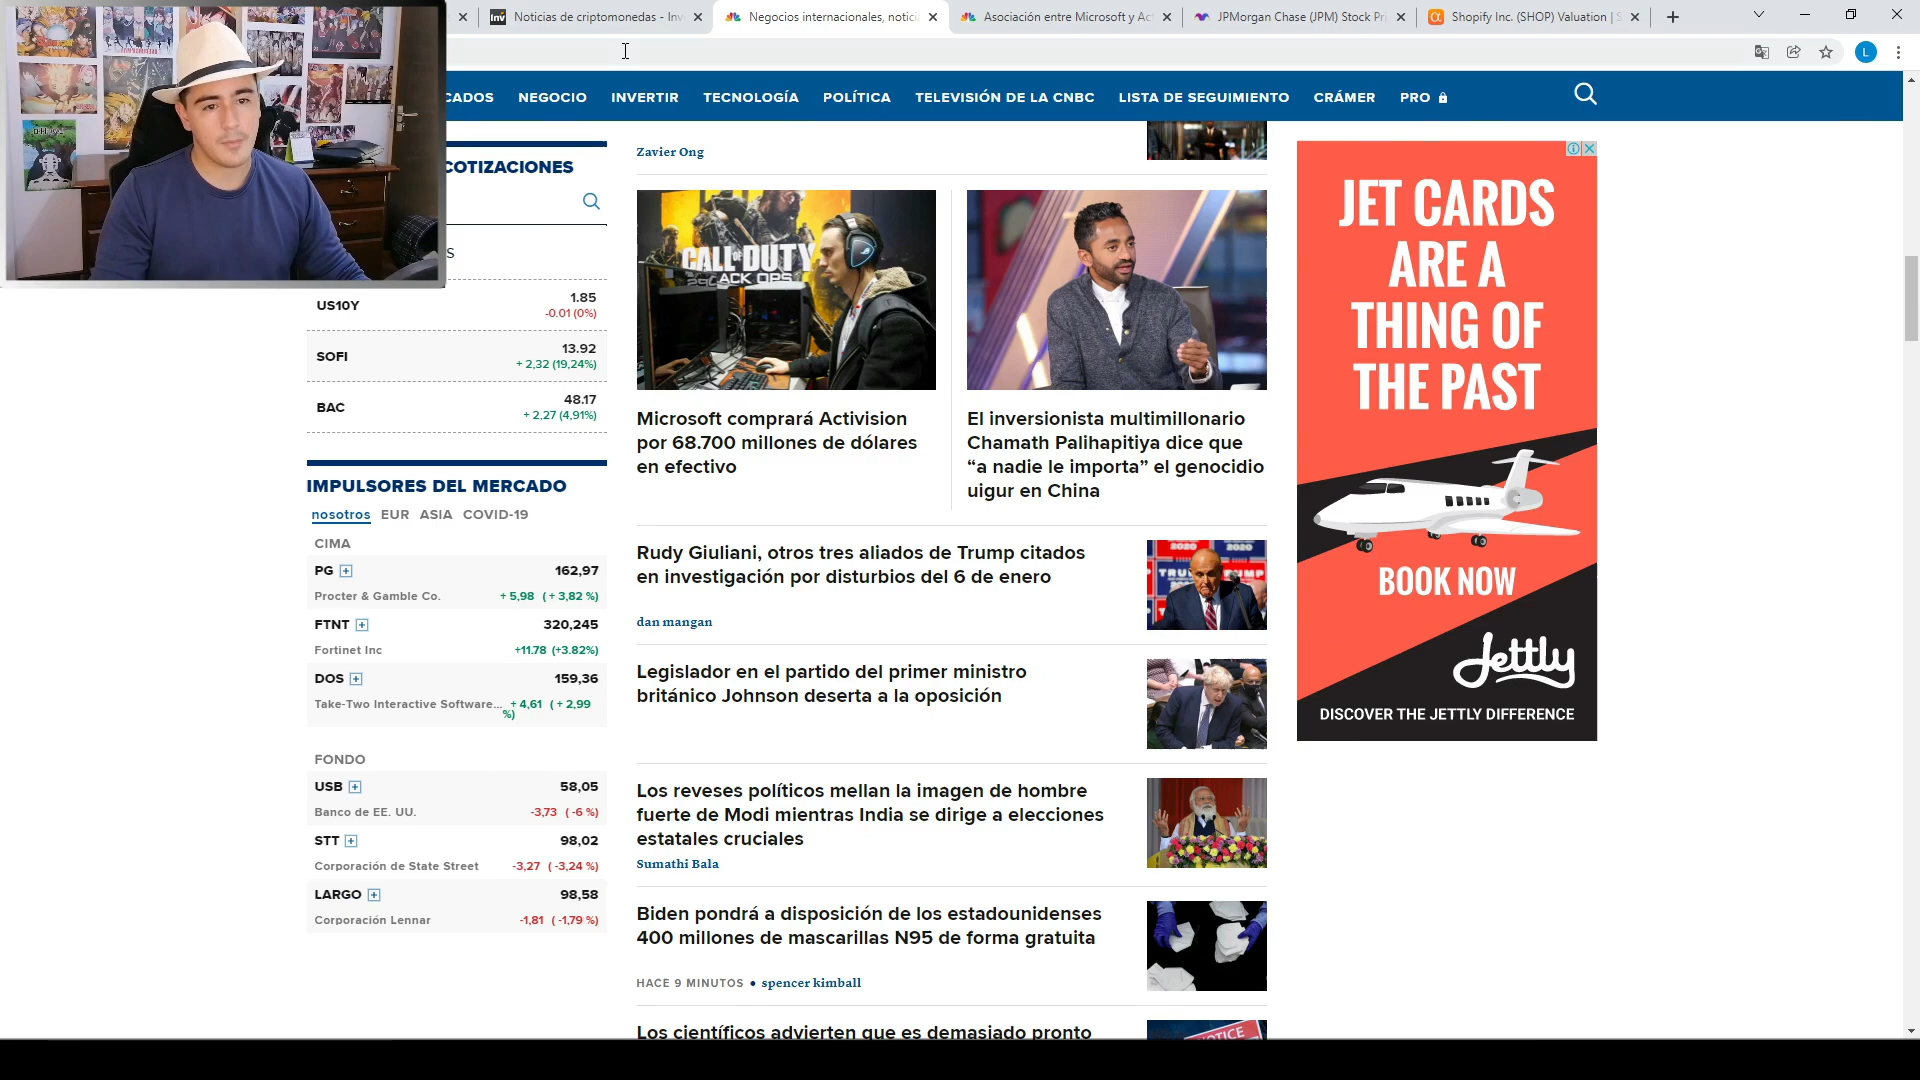 Noticias de criptomonedas - Inv
Negocios internacionales, notici
Asociación entre Microsoft y Act
JPMorgan Chase (JPM) Stock Pri
Shopify Inc. (SHOP) Valuation | S
L
CADOS
NEGOCIO
INVERTIR
TECNOLOGÍA
POLÍTICA
TELEVISIÓN DE LA CNBC
LISTA DE SEGUIMIENTO
CRÁMER
PRO
COTIZACIONES
S
US10Y 1.85
-0.01 (0%)
SOFI 13.92
+ 2,32 (19,24%)
BAC 48.17
+ 2,27 (4,91%)
IMPULSORES DEL MERCADO
nosotros EUR ASIA COVID-19
CIMA
PG 162,97
Procter & Gamble Co. + 5,98 ( + 3,82 %)
FTNT 320,245
Fortinet Inc +11.78 (+3.82%)
DOS 159,36
Take-Two Interactive Software... + 4,61 ( + 2,99
%)
FONDO
USB 58,05
Banco de EE. UU. -3,73 ( -6 %)
STT 98,02
Corporación de State Street -3,27 ( -3,24 %)
LARGO 98,58
Corporación Lennar -1,81 ( -1,79 %)
Zavier Ong
CALL OF DUTY
Microsoft comprará Activision
por 68.700 millones de dólares
en efectivo
El inversionista multimillonario
Chamath Palihapitiya dice que
“a nadie le importa” el genocidio
uigur en China
Rudy Giuliani, otros tres aliados de Trump citados
en investigación por disturbios del 6 de enero
dan mangan
Legislador en el partido del primer ministro
británico Johnson deserta a la oposición
Los reveses políticos mellan la imagen de hombre
fuerte de Modi mientras India se dirige a elecciones
estatales cruciales
Sumathi Bala
Biden pondrá a disposición de los estadounidenses
400 millones de mascarillas N95 de forma gratuita
HACE 9 MINUTOS • spencer kimball
Los científicos advierten que es demasiado pronto
NOTICE
JET CARDS
ARE A
THING OF
THE PAST
BOOK NOW
Jettly
DISCOVER THE JETTLY DIFFERENCE